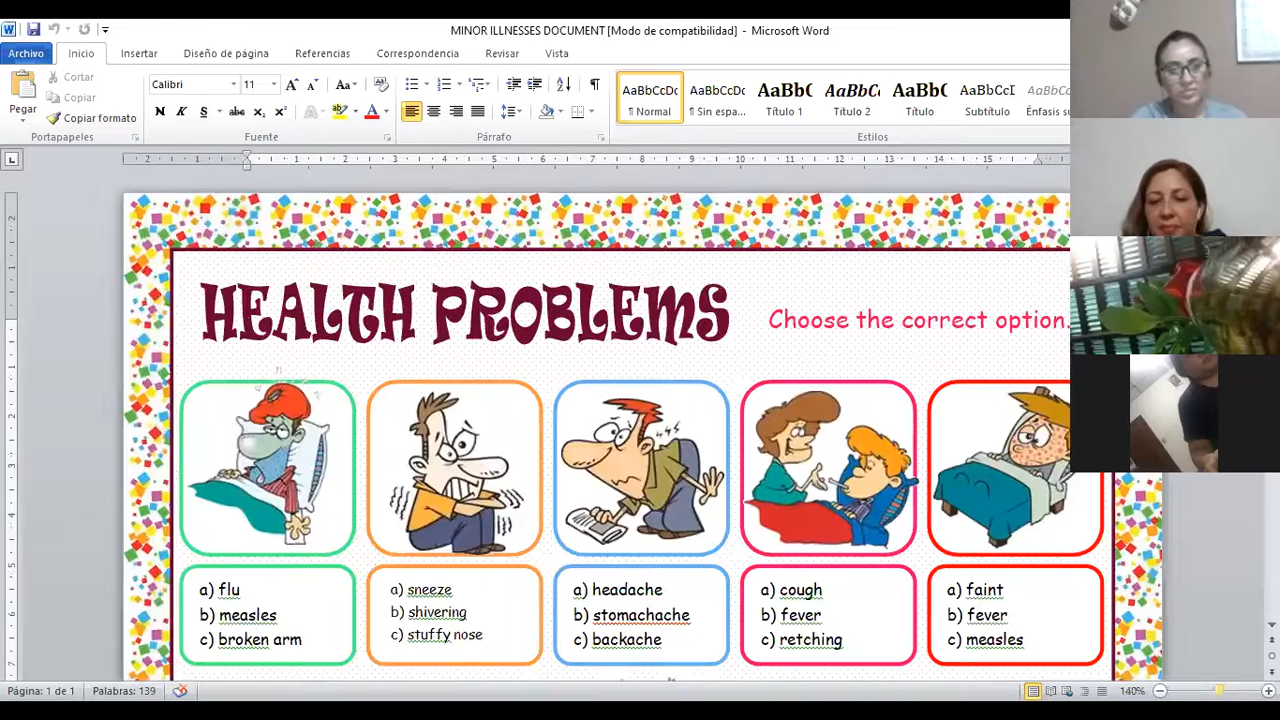 MINOR ILLNESSES DOCUMENT [Modo de compatibilidad] - Microsoft Word
Archivo Inicio Insertar Diseño de página Referencias Correspondencia Revisar Vista
Pegar
Cortar
Copiar
Copiar formato
Portapapeles
Calibri 11
Fuente
Párrafo
AaBbCcDc AaBbCcDc AaBbC AaBbCc AaBbC AaBbCcI AaBbCcDc
¶ Normal ¶ Sin espa... Título 1 Título 2 Título Subtítulo Énfasis su
Estilos
HEALTH PROBLEMS
Choose the correct option.
a) flu
b) measles
c) broken arm
a) sneeze
b) shivering
c) stuffy nose
a) headache
b) stomachache
c) backache
a) cough
b) fever
c) retching
a) faint
b) fever
c) measles
Página: 1 de 1 Palabras: 139 140%